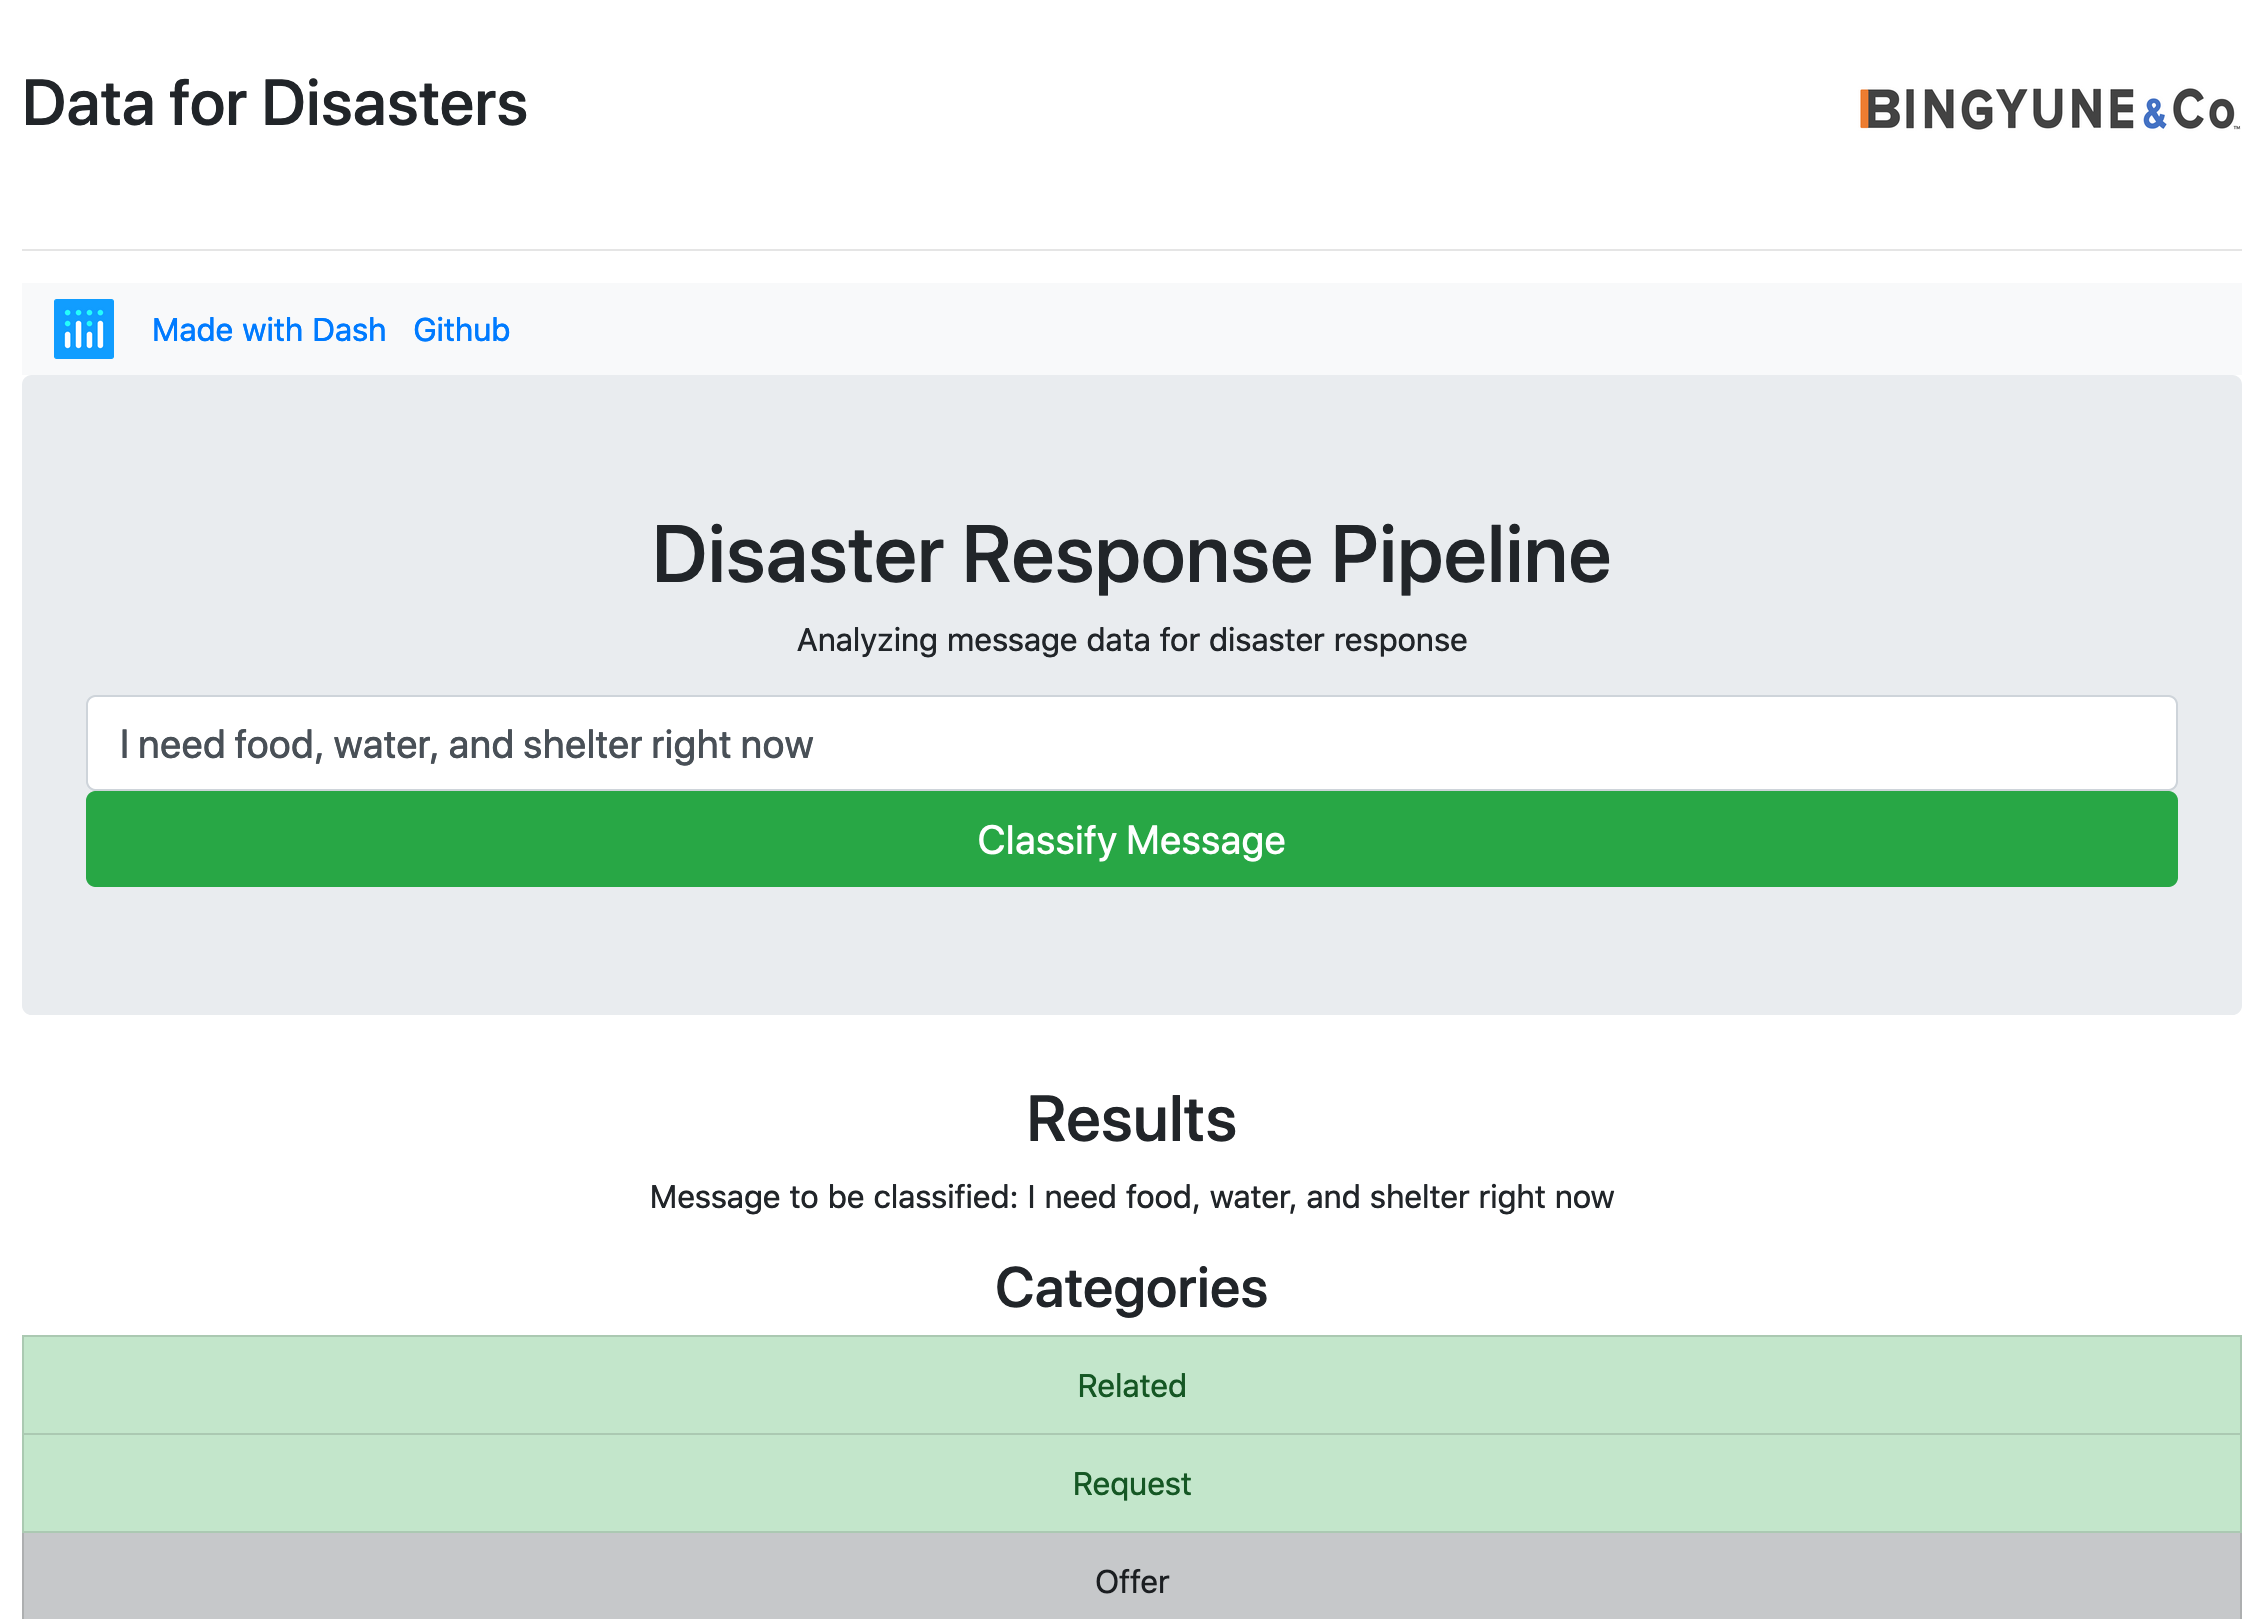 Data for Disasters
BINGYUNE & Co ™
Made with Dash Github
Disaster Response Pipeline
Analyzing message data for disaster response
I need food, water, and shelter right now
Classify Message
Results
Message to be classified: I need food, water, and shelter right now
Categories
Related
Request
Offer